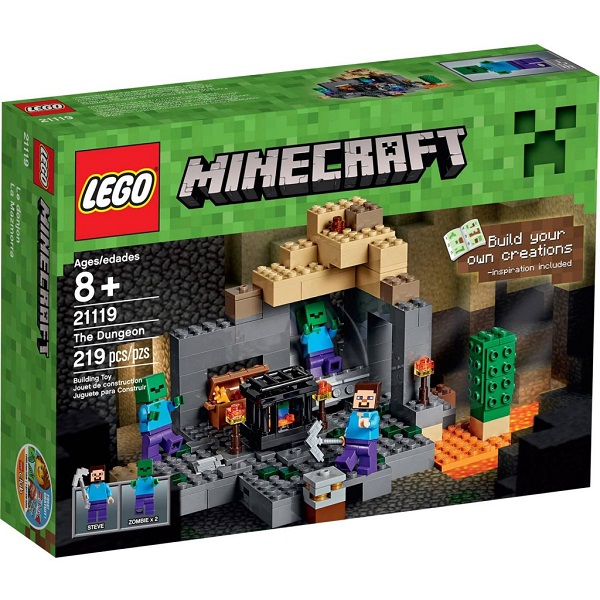 LEGO
21119
LEGO
MINECRAFT
Le donjon
La Mazmorra
LEGO
MINECRAFT
Ages/edades
8+
21119
The Dungeon
219 pcs/pzs
Building Toy
Jouet de construction
Juguete para Construir
Build your
own creations
-inspiration included
STEVE
ZOMBIE x 2